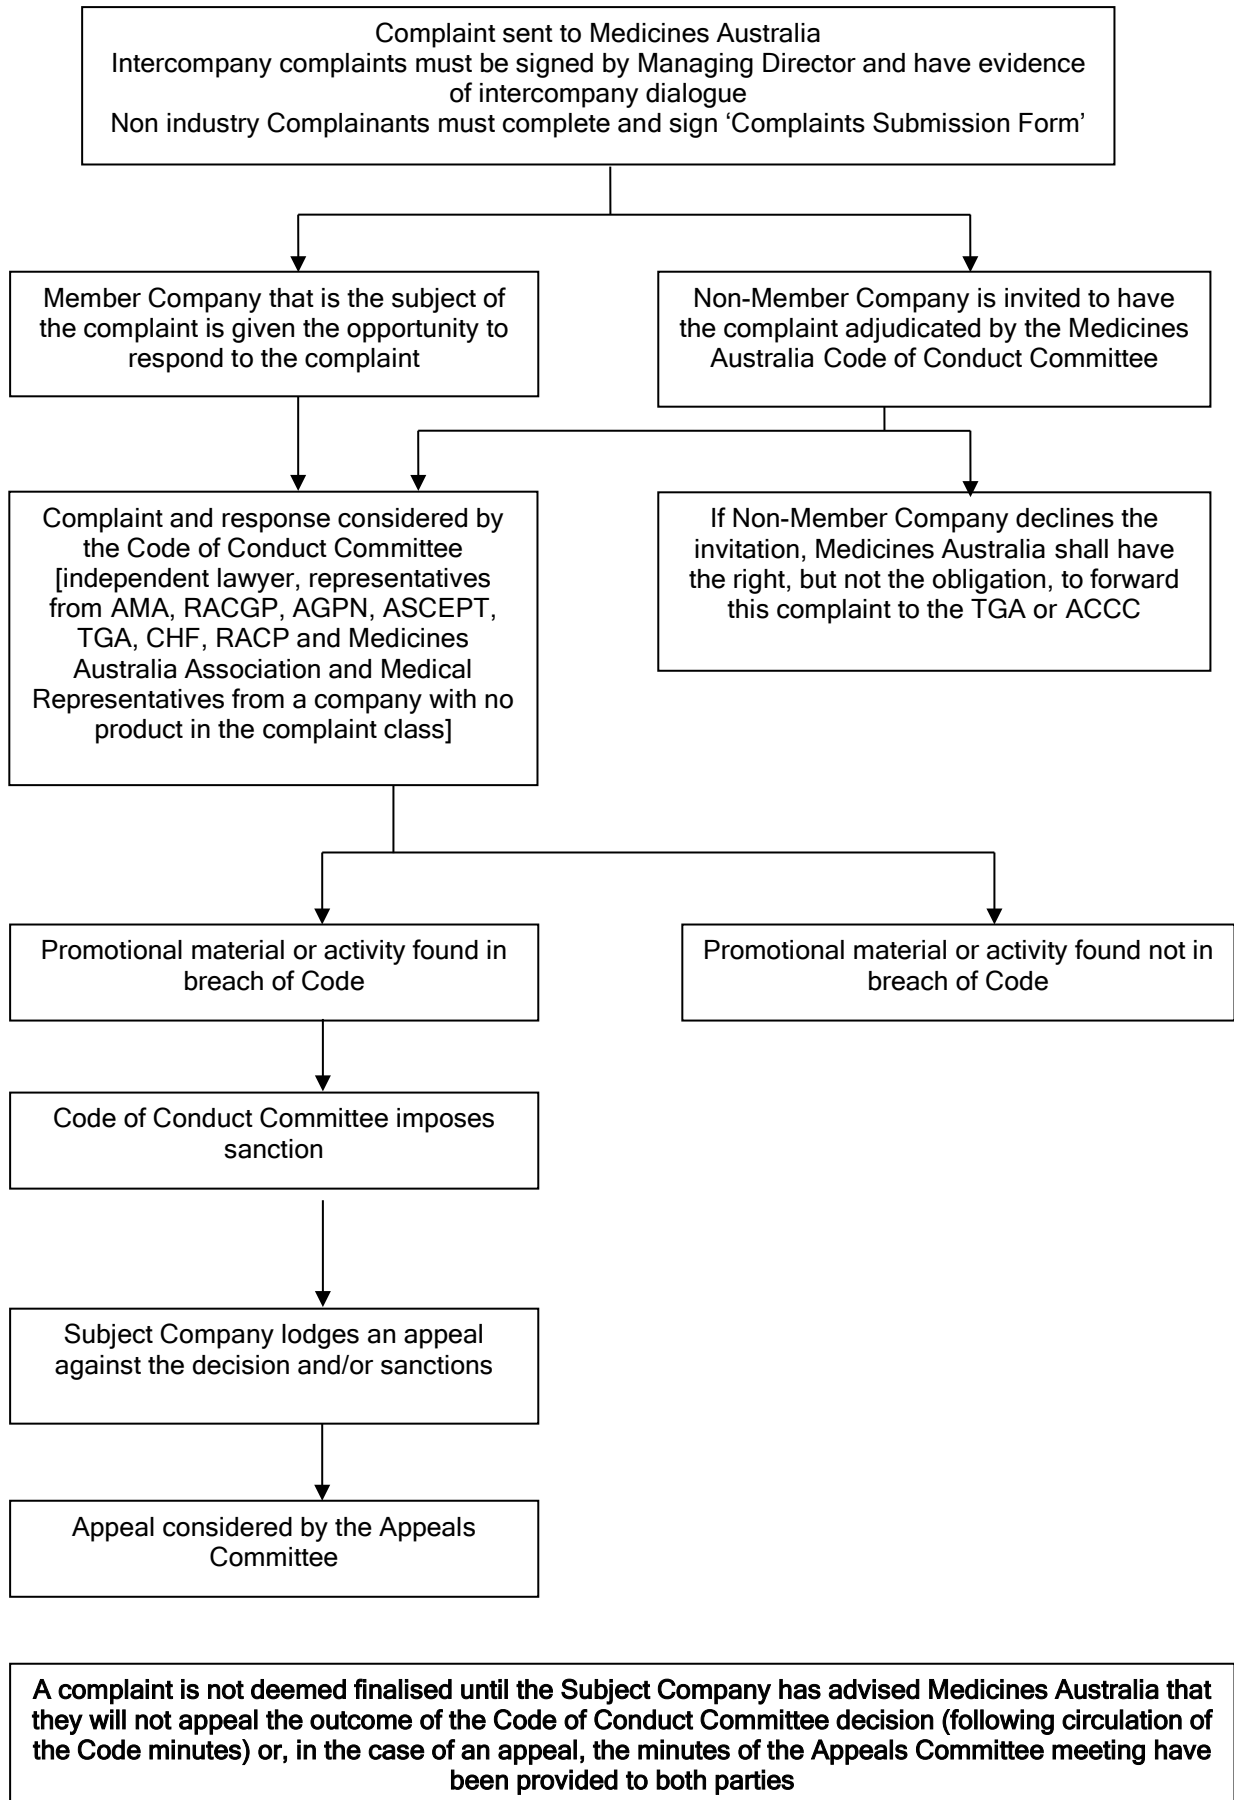 Complaint sent to Medicines Australia
Intercompany complaints must be signed by Managing Director and have evidence
of intercompany dialogue
Non industry Complainants must complete and sign ‘Complaints Submission Form’
Member Company that is the subject of
the complaint is given the opportunity to
respond to the complaint
Non-Member Company is invited to have
the complaint adjudicated by the Medicines
Australia Code of Conduct Committee
Complaint and response considered by
the Code of Conduct Committee
[independent lawyer, representatives
from AMA, RACGP, AGPN, ASCEPT,
TGA, CHF, RACP and Medicines
Australia Association and Medical
Representatives from a company with no
product in the complaint class]
If Non-Member Company declines the
invitation, Medicines Australia shall have
the right, but not the obligation, to forward
this complaint to the TGA or ACCC
Promotional material or activity found in
breach of Code
Promotional material or activity found not in
breach of Code
Code of Conduct Committee imposes
sanction
Subject Company lodges an appeal
against the decision and/or sanctions
Appeal considered by the Appeals
Committee
A complaint is not deemed finalised until the Subject Company has advised Medicines Australia that
they will not appeal the outcome of the Code of Conduct Committee decision (following circulation of
the Code minutes) or, in the case of an appeal, the minutes of the Appeals Committee meeting have
been provided to both parties